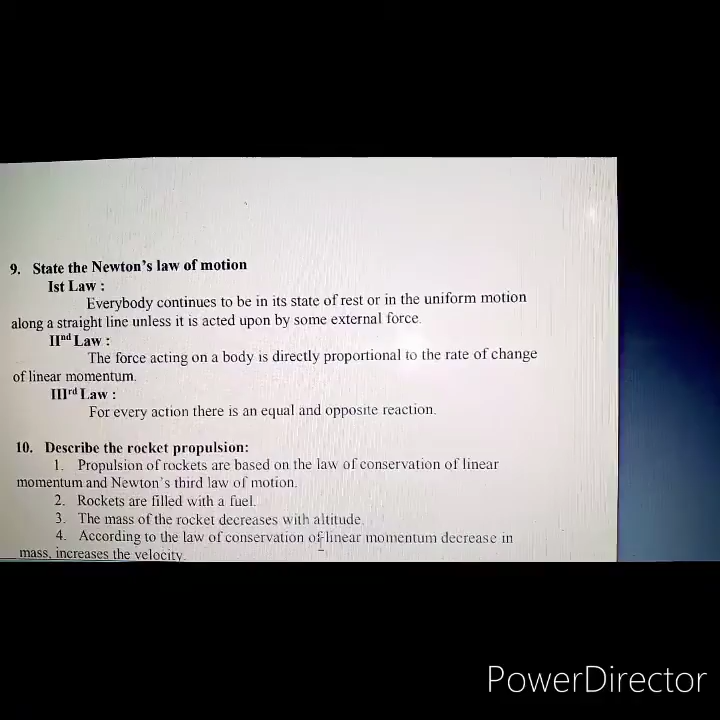 9. State the Newton's law of motion
Ist Law :
Everybody continues to be in its state of rest or in the uniform motion
along a straight line unless it is acted upon by some external force.
IInd Law :
The force acting on a body is directly proportional to the rate of change
of linear momentum.
IIIrd Law :
For every action there is an equal and opposite reaction.
10. Describe the rocket propulsion:
1. Propulsion of rockets are based on the law of conservation of linear
momentum and Newton's third law of motion.
2. Rockets are filled with a fuel.
3. The mass of the rocket decreases with altitude.
4. According to the law of conservation of linear momentum decrease in
mass, increases the velocity.
PowerDirector